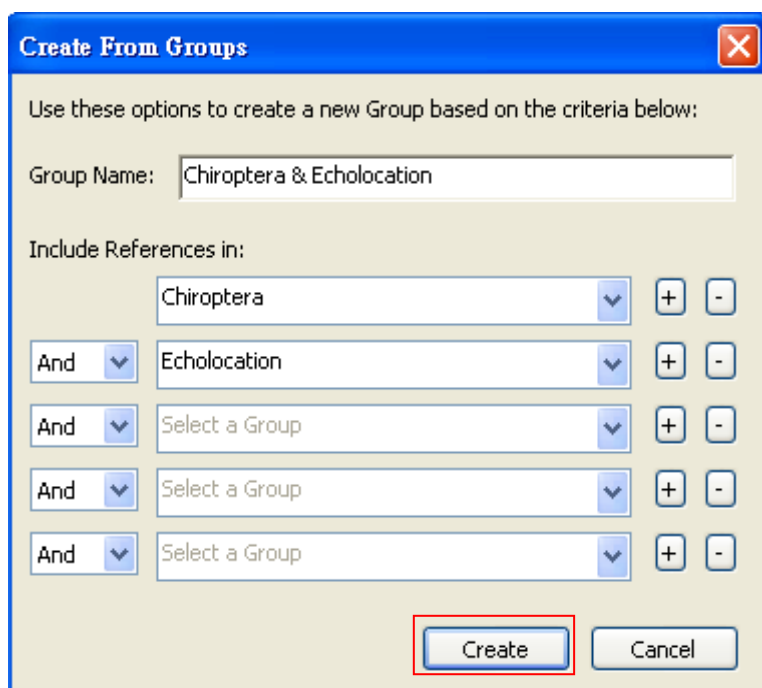 Create From Groups
Use these options to create a new Group based on the criteria below:
Group Name: Chiroptera & Echolocation
Include References in:
Chiroptera + -
And Echolocation + -
And Select a Group + -
And Select a Group + -
And Select a Group + -
Create Cancel